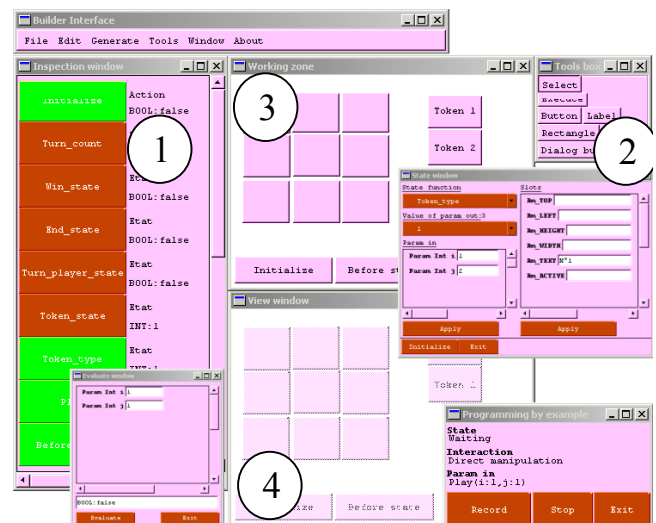 Builder Interface
File Edit Generate Tools Window About
Inspection window
Initialize
Action
BOOL:false
Turn_count
1
Win_state
Etat
BOOL:false
End_state
Etat
BOOL:false
Turn_player_state
Etat
BOOL:false
Token_state
Etat
INT:1
Token_type
Etat
Working zone
3
Token 1
Token 2
Initialize
Before
Tools
Select
Execute
Button Label
Rectangle
Dialog
2
State window
State function
Token_type
Value of param out:3
1
Param in
Param Int i 1
Param Int j 2
Apply
Initialize Exit
Slots
Rm_TOP
Rm_LEFT
Rm_HEIGHT
Rm_WIDTH
Rm_TEXT N°1
Rm_ACTIVE
Apply
Evaluate window
Param Int i 1
Param Int j 1
BOOL:false
Evaluate Exit
View window
4
Before state
Programming by example
State
Waiting
Interaction
Direct manipulation
Param in
Play(i:1,j:1)
Record Stop Exit